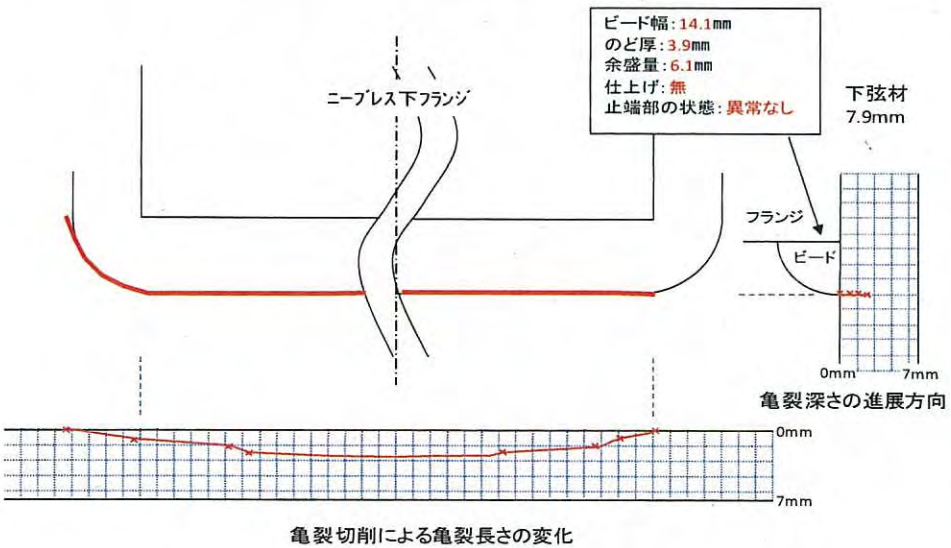 ビード幅:14.1mm
のど厚:3.9mm
余盛量:6.1mm
仕上げ:無
止端部の状態:異常なし
下弦材
7.9mm
ニーブレス下フランジ
フランジ
ビード
0mm
7mm
亀裂深さの進展方向
0mm
7mm
亀裂切削による亀裂長さの変化